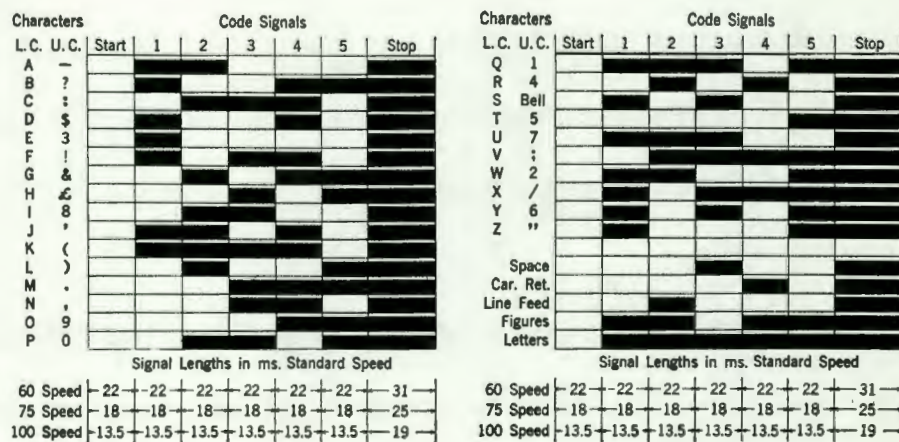 Characters Code Signals
L.C. U.C. Start 1 2 3 4 5 Stop
A —
B ?
C :
D $
E 3
F !
G &
H £
I 8
J '
K (
L )
M .
N ,
O 9
P 0
Signal Lengths in ms. Standard Speed
60 Speed 22 22 22 22 22 22 31
75 Speed 18 18 18 18 18 18 25
100 Speed 13.5 13.5 13.5 13.5 13.5 13.5 19
Characters Code Signals
L.C. U.C. Start 1 2 3 4 5 Stop
Q 1
R 4
S Bell
T 5
U 7
V ;
W 2
X /
Y 6
Z "
Space
Car. Ret.
Line Feed
Figures
Letters
Signal Lengths in ms. Standard Speed
60 Speed 22 22 22 22 22 22 31
75 Speed 18 18 18 18 18 18 25
100 Speed 13.5 13.5 13.5 13.5 13.5 13.5 19